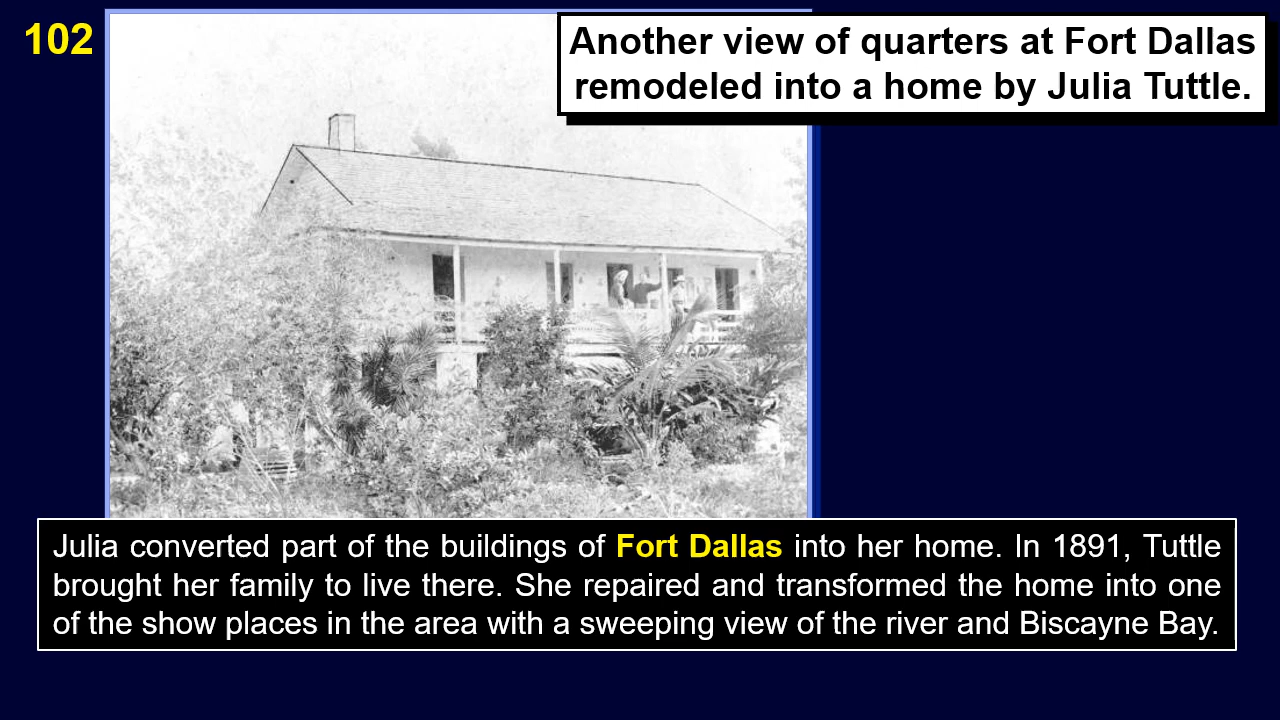 102
Another view of quarters at Fort Dallas
remodeled into a home by Julia Tuttle.
Julia converted part of the buildings of Fort Dallas into her home. In 1891, Tuttle
brought her family to live there. She repaired and transformed the home into one
of the show places in the area with a sweeping view of the river and Biscayne Bay.